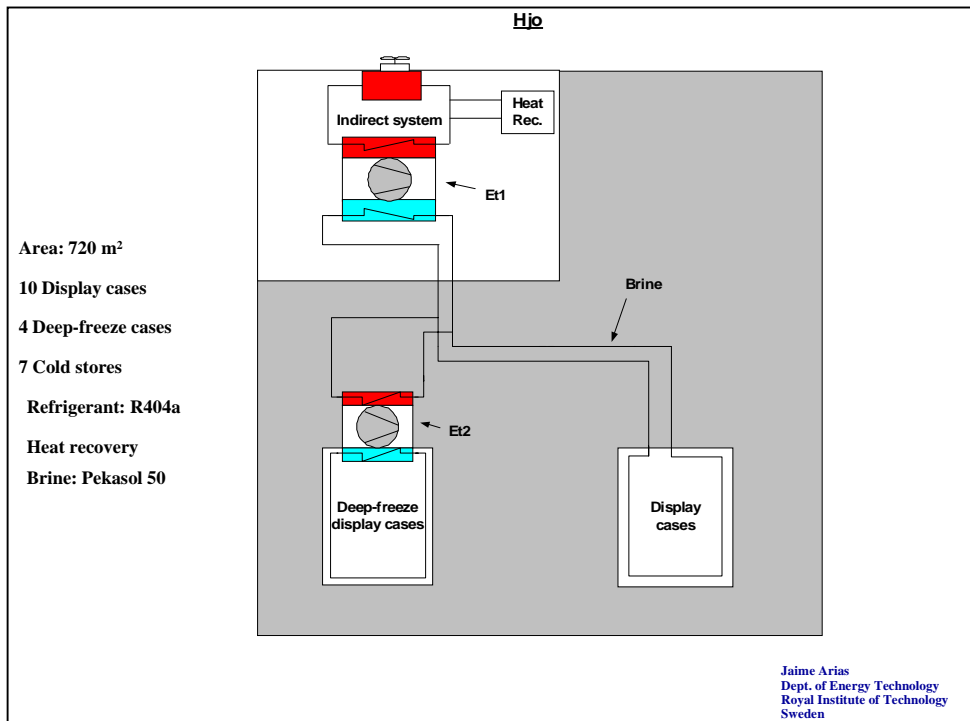 Hjo
Heat
Rec.
Indirect system
Et1
Area: 720 m²
10 Display cases
4 Deep-freeze cases
7 Cold stores
Refrigerant: R404a
Heat recovery
Brine: Pekasol 50
Brine
Et2
Deep-freeze
display cases
Display
cases
Jaime Arias
Dept. of Energy Technology
Royal Institute of Technology
Sweden